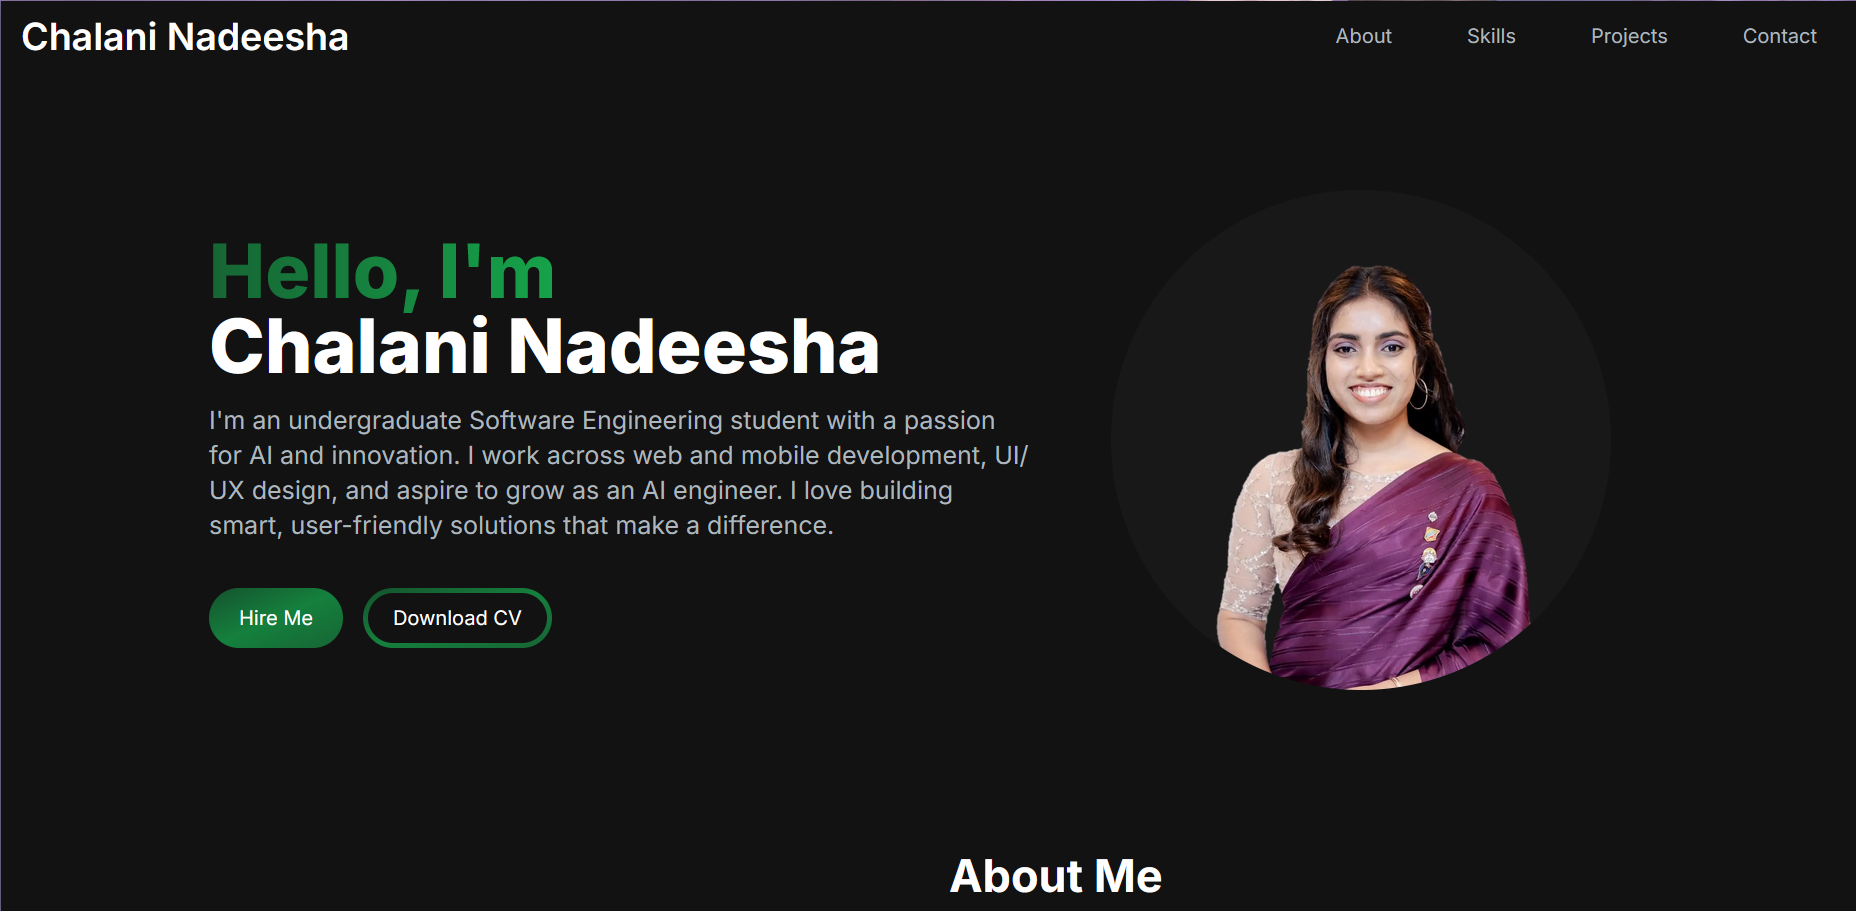 Chalani Nadeesha
About
Skills
Projects
Contact
Hello, I'm
Chalani Nadeesha
I'm an undergraduate Software Engineering student with a passion
for AI and innovation. I work across web and mobile development, UI/
UX design, and aspire to grow as an AI engineer. I love building
smart, user-friendly solutions that make a difference.
Hire Me
Download CV
About Me